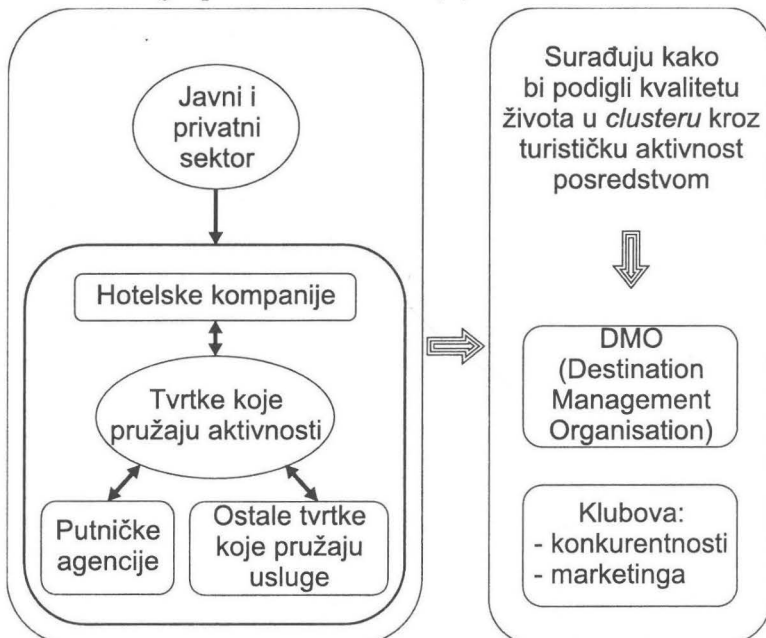 Javni i
privatni
sektor
Hotelske kompanije
Tvrtke koje
pružaju aktivnosti
Putničke
agencije
Ostale tvrtke
koje pružaju
usluge
Surađuju kako
bi podigli kvalitetu
života u clusteru kroz
turističku aktivnost
posredstvom
DMO
(Destination
Management
Organisation)
Klubova:
- konkurentnosti
- marketinga